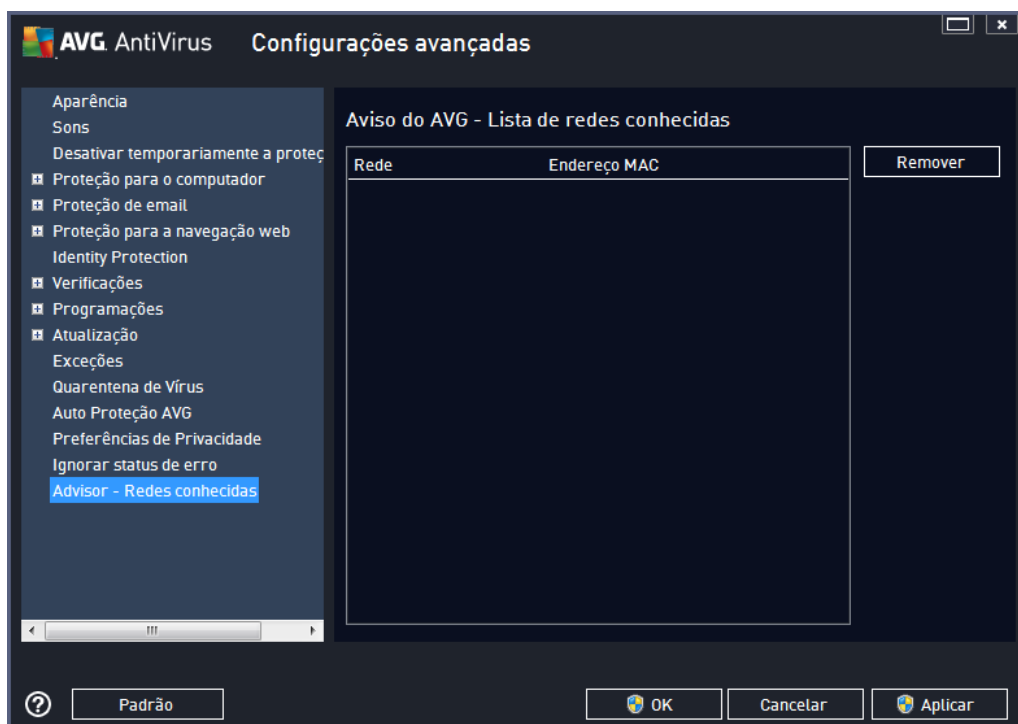 AVG. AntiVirus Configurações avançadas
Aparência
Sons
Desativar temporariamente a proteç
Proteção para o computador
Proteção de email
Proteção para a navegação web
Identity Protection
Verificações
Programações
Atualização
Exceções
Quarentena de Vírus
Auto Proteção AVG
Preferências de Privacidade
Ignorar status de erro
Advisor - Redes conhecidas
Aviso do AVG - Lista de redes conhecidas
Rede Endereço MAC
Remover
Padrão OK Cancelar Aplicar